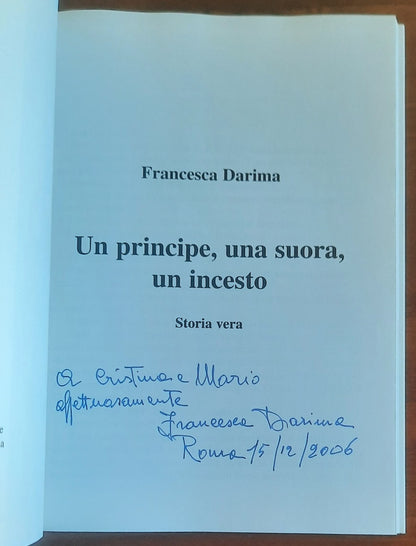 Francesca Darima
Un principe, una suora,
un incesto
Storia vera
A Cristina e Mario
affettuosamente
Francesca Darima
Roma 15/12/2006
e
a